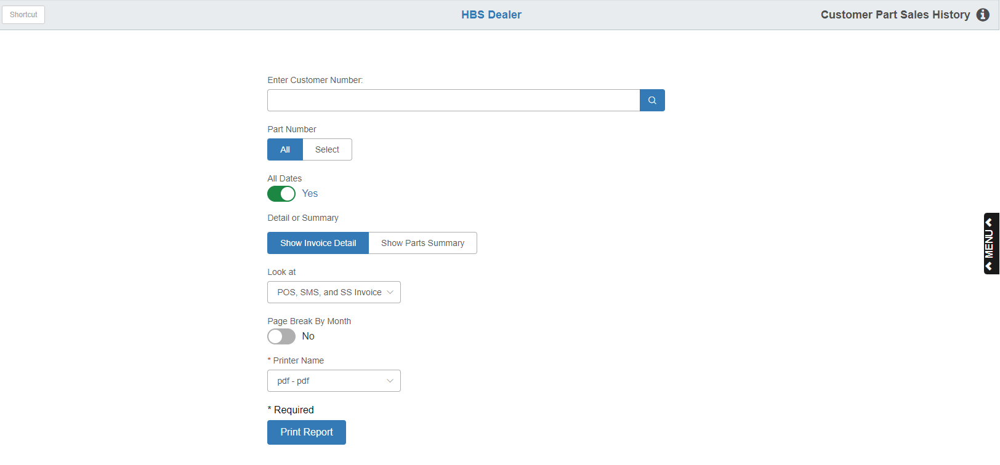 Shortcut
HBS Dealer
Customer Part Sales History
Enter Customer Number:
Part Number
All
Select
All Dates
Yes
Detail or Summary
Show Invoice Detail
Show Parts Summary
Look at
POS, SMS, and SS Invoice
Page Break By Month
No
* Printer Name
pdf - pdf
* Required
Print Report
MENU